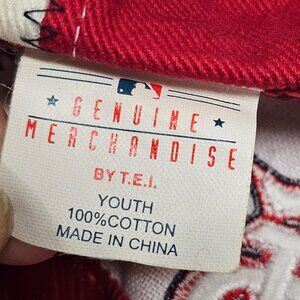 GENUINE
MERCHANDISE
BY T.E.I.
YOUTH
100%COTTON
MADE IN CHINA